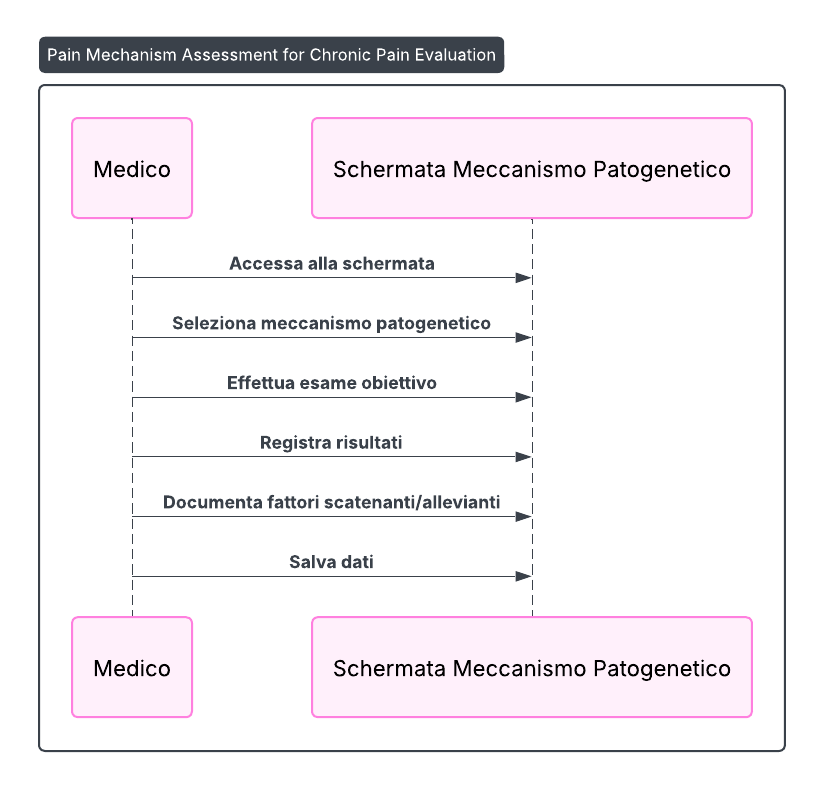 Pain Mechanism Assessment for Chronic Pain Evaluation
Medico
Schermata Meccanismo Patogenetico
Accessa alla schermata
Seleziona meccanismo patogenetico
Effettua esame obiettivo
Registra risultati
Documenta fattori scatenanti/allevianti
Salva dati
Medico
Schermata Meccanismo Patogenetico